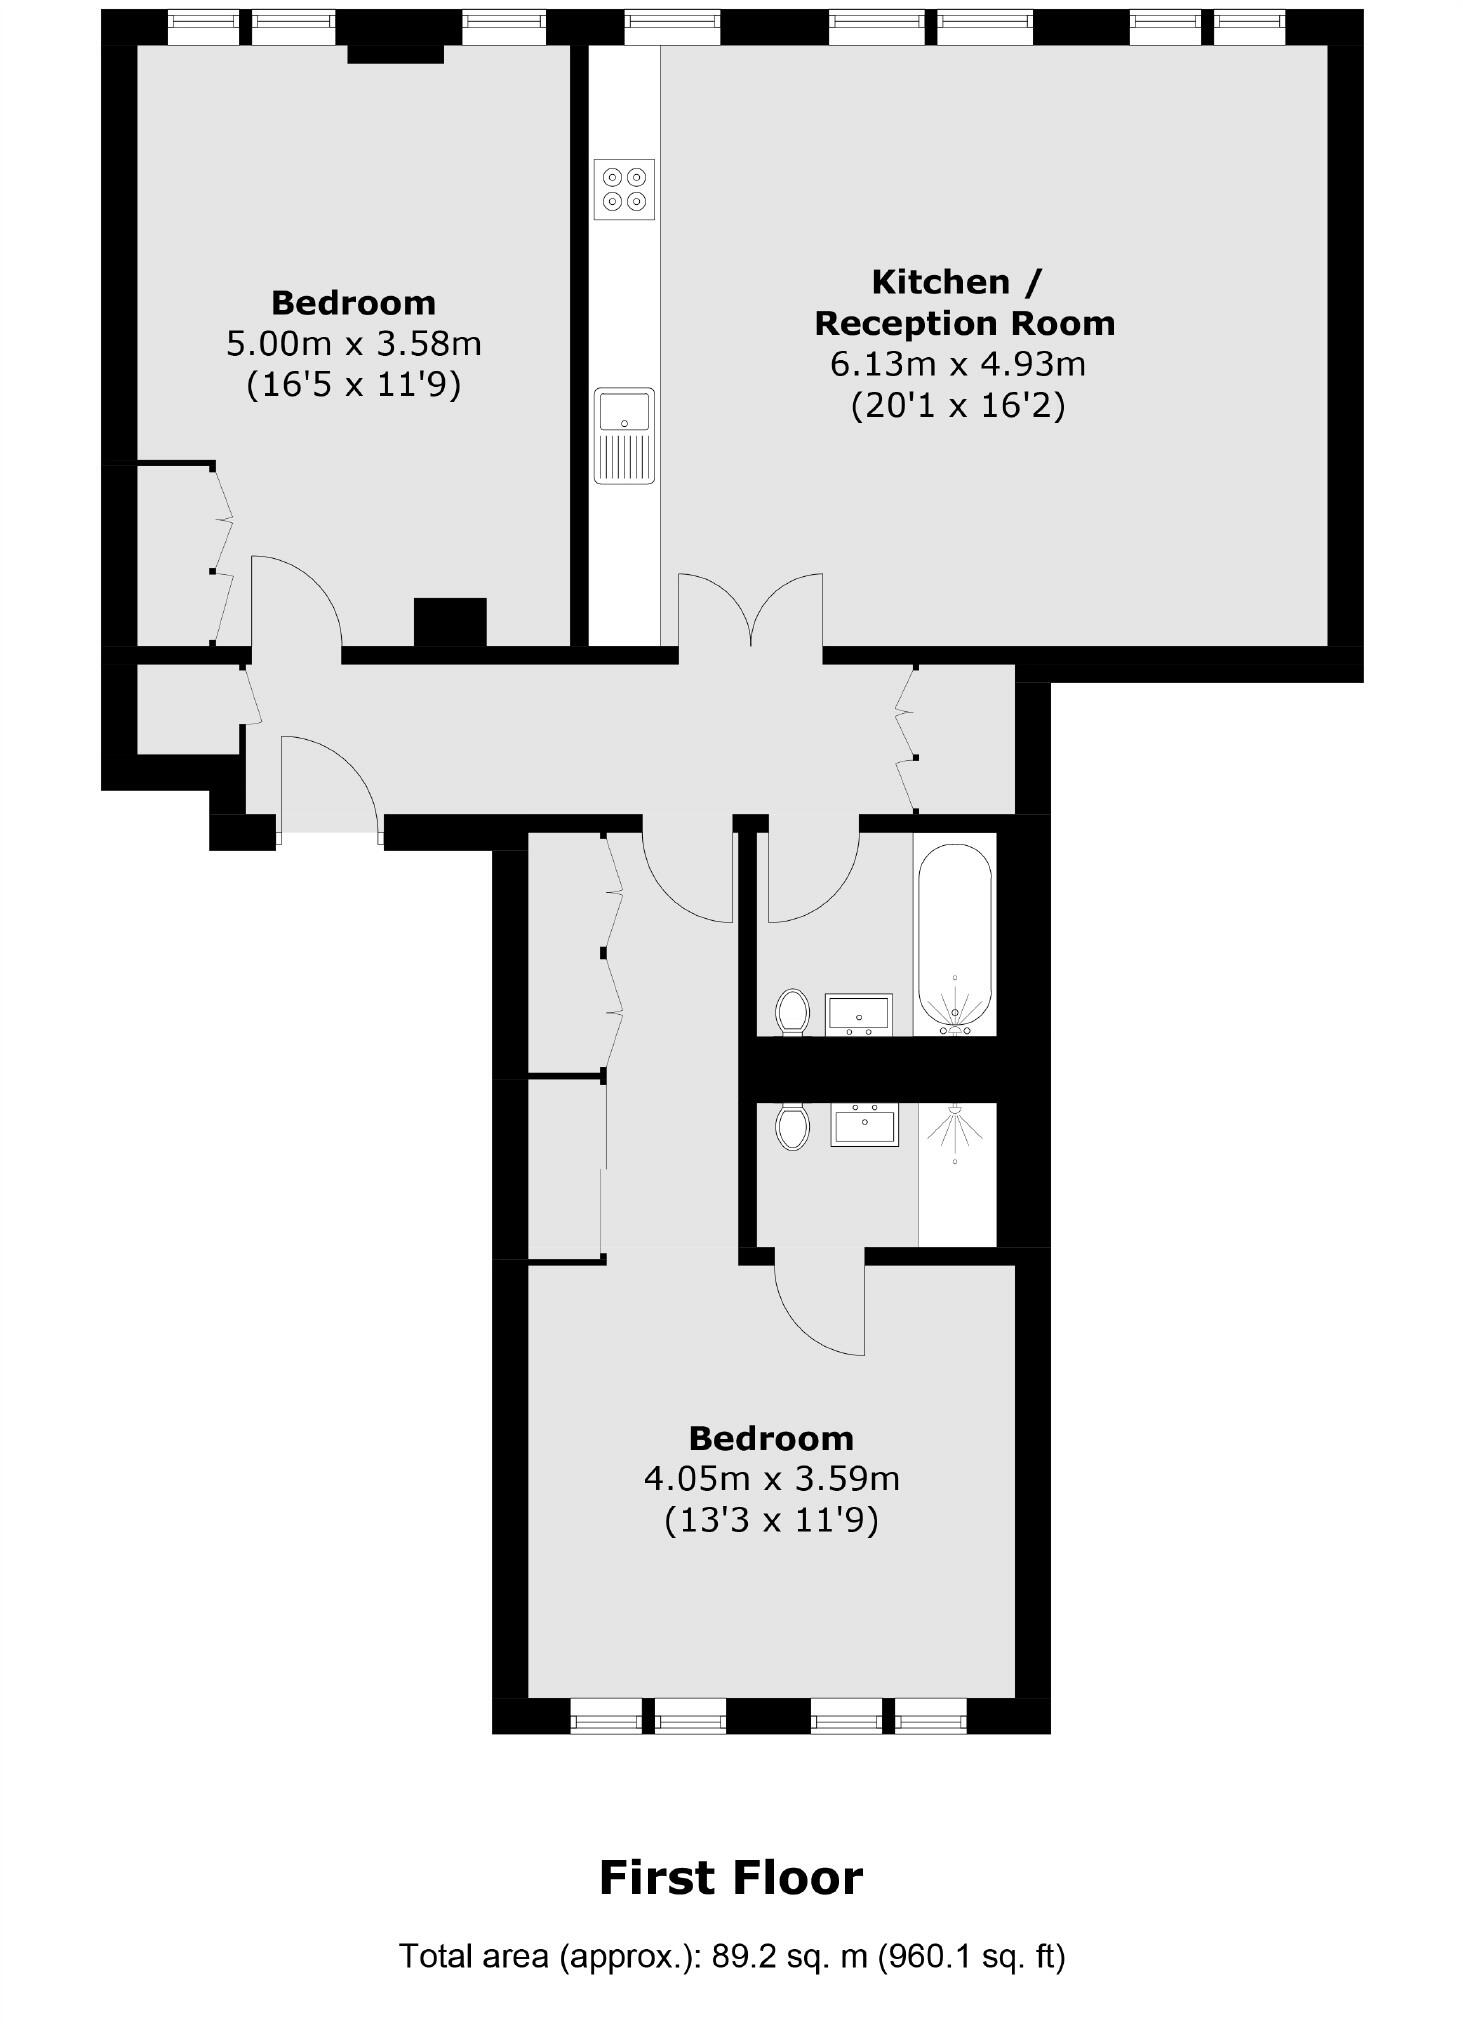 Bedroom
5.00m x 3.58m
(16'5 x 11'9)
Kitchen /
Reception Room
6.13m x 4.93m
(20'1 x 16'2)
Bedroom
4.05m x 3.59m
(13'3 x 11'9)
First Floor
Total area (approx.): 89.2 sq. m (960.1 sq. ft)